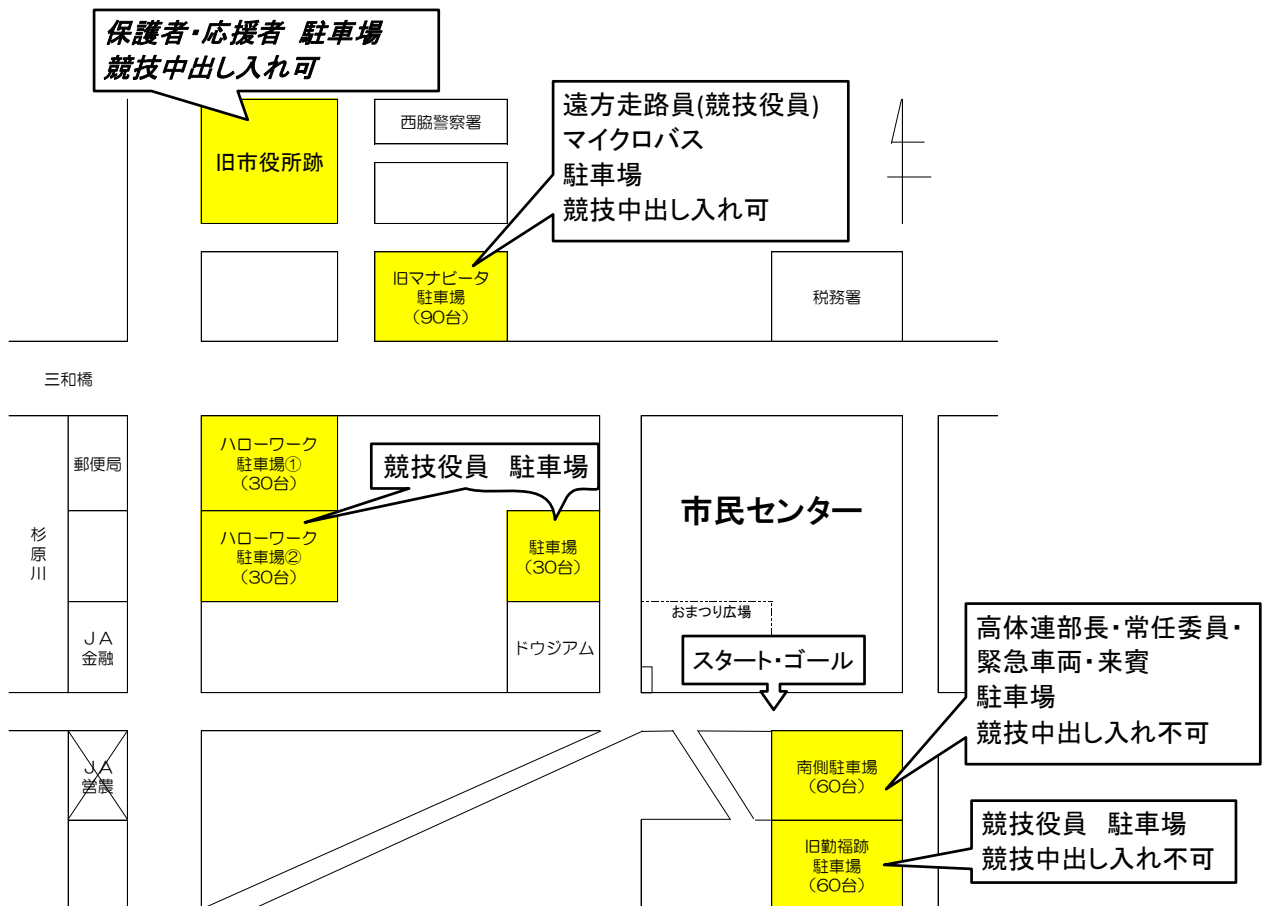 保護者・応援者 駐車場
競技中出し入れ可
旧市役所跡
西脇警察署
遠方走路員(競技役員)
マイクロバス
駐車場
競技中出し入れ可
旧マナビータ
駐車場
(90台)
税務署
三和橋
郵便局
ハローワーク
駐車場①
(30台)
競技役員 駐車場
市民センター
杉原川
ハローワーク
駐車場②
(30台)
駐車場
(30台)
おまつり広場
JA
金融
ドウジアム
スタート・ゴール
高体連部長・常任委員・
緊急車両・来賓
駐車場
競技中出し入れ不可
JA
営農
南側駐車場
(60台)
競技役員 駐車場
競技中出し入れ不可
旧勤福跡
駐車場
(60台)